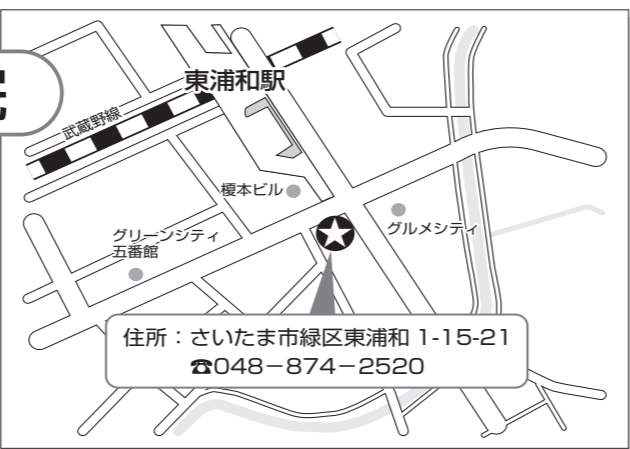 東浦和駅
武蔵野線
榎本ビル
グルメシティ
グリーンシティ
五番館
住所：さいたま市緑区東浦和 1-15-21
☎048－874－2520